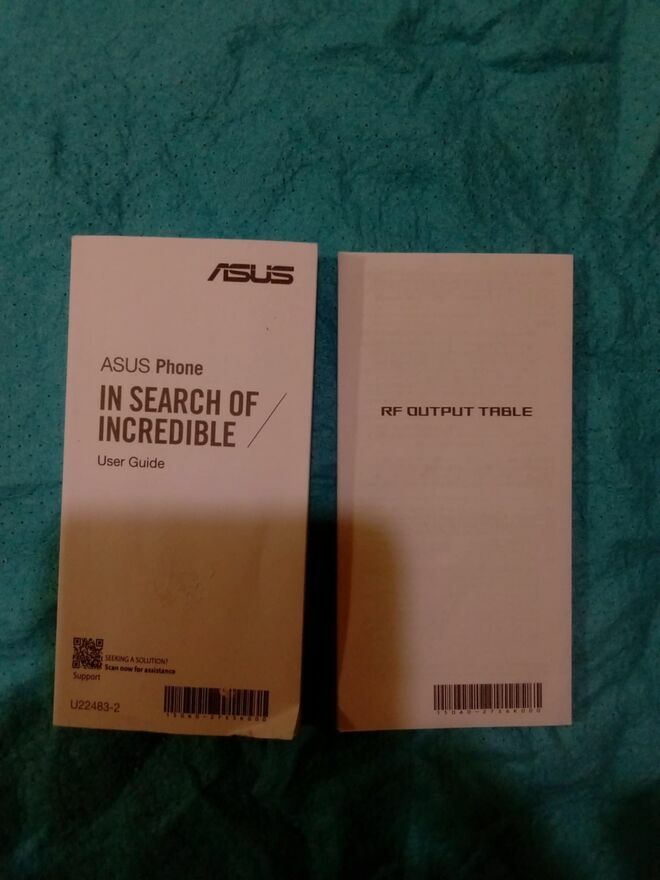 ASUS
ASUS Phone
IN SEARCH OF
INCREDIBLE
User Guide
SEEKING A SOLUTION?
Scan now for assistance
Support
U22483-2
RF OUTPUT TABLE